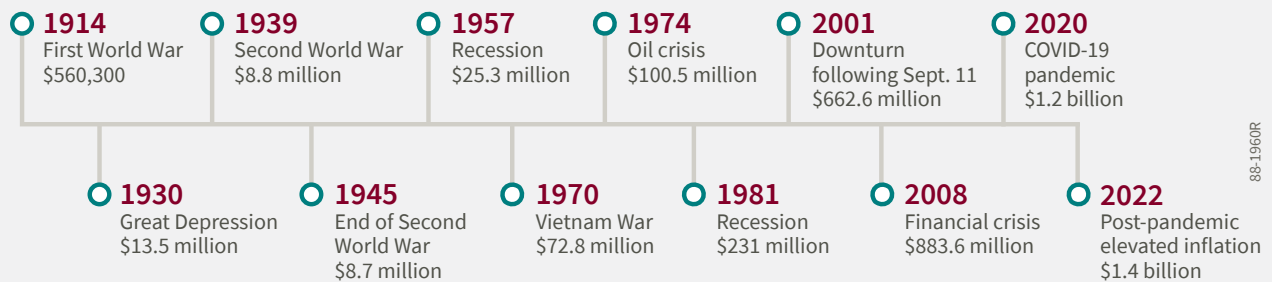 1914
First World War
$560,300
1939
Second World War
$8.8 million
1957
Recession
$25.3 million
1974
Oil crisis
$100.5 million
2001
Downturn
following Sept. 11
$662.6 million
2020
COVID-19
pandemic
$1.2 billion
1930
Great Depression
$13.5 million
1945
End of Second
World War
$8.7 million
1970
Vietnam War
$72.8 million
1981
Recession
$231 million
2008
Financial crisis
$883.6 million
2022
Post-pandemic
elevated inflation
$1.4 billion
88-1960R